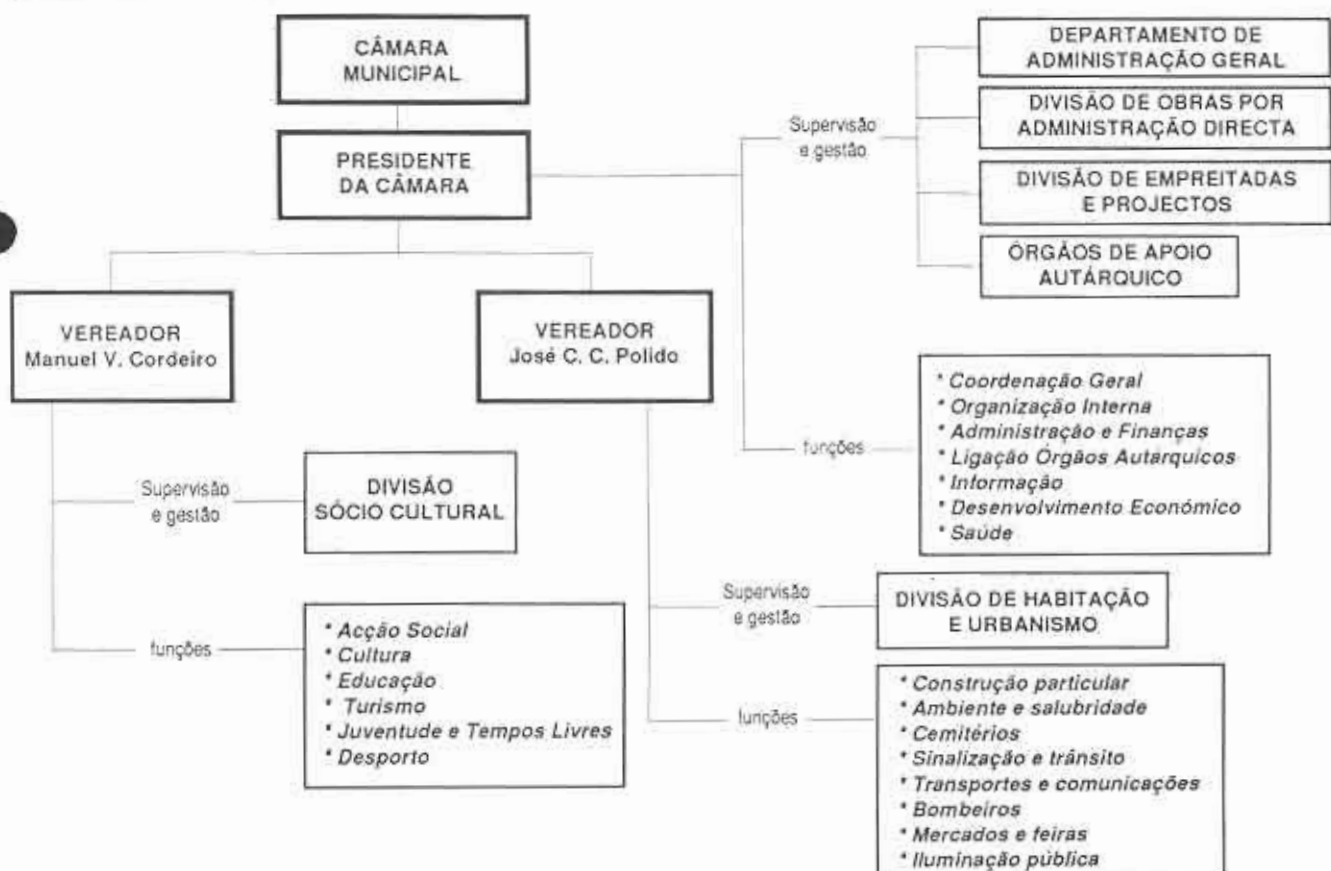 CÂMARA
MUNICIPAL
PRESIDENTE
DA CÂMARA
Supervisão
e gestão
DEPARTAMENTO DE
ADMINISTRAÇÃO GERAL
DIVISÃO DE OBRAS POR
ADMINISTRAÇÃO DIRECTA
DIVISÃO DE EMPREITADAS
E PROJECTOS
ÓRGÃOS DE APOIO
AUTÁRQUICO
funções
* Coordenação Geral
* Organização Interna
* Administração e Finanças
* Ligação Órgãos Autárquicos
* Informação
* Desenvolvimento Económico
* Saúde
VEREADOR
Manuel V. Cordeiro
Supervisão
e gestão
DIVISÃO
SÓCIO CULTURAL
funções
* Acção Social
* Cultura
* Educação
* Turismo
* Juventude e Tempos Livres
* Desporto
VEREADOR
José C. C. Polido
Supervisão
e gestão
DIVISÃO DE HABITAÇÃO
E URBANISMO
funções
* Construção particular
* Ambiente e salubridade
* Cemitérios
* Sinalização e trânsito
* Transportes e comunicações
* Bombeiros
* Mercados e feiras
* Iluminação pública